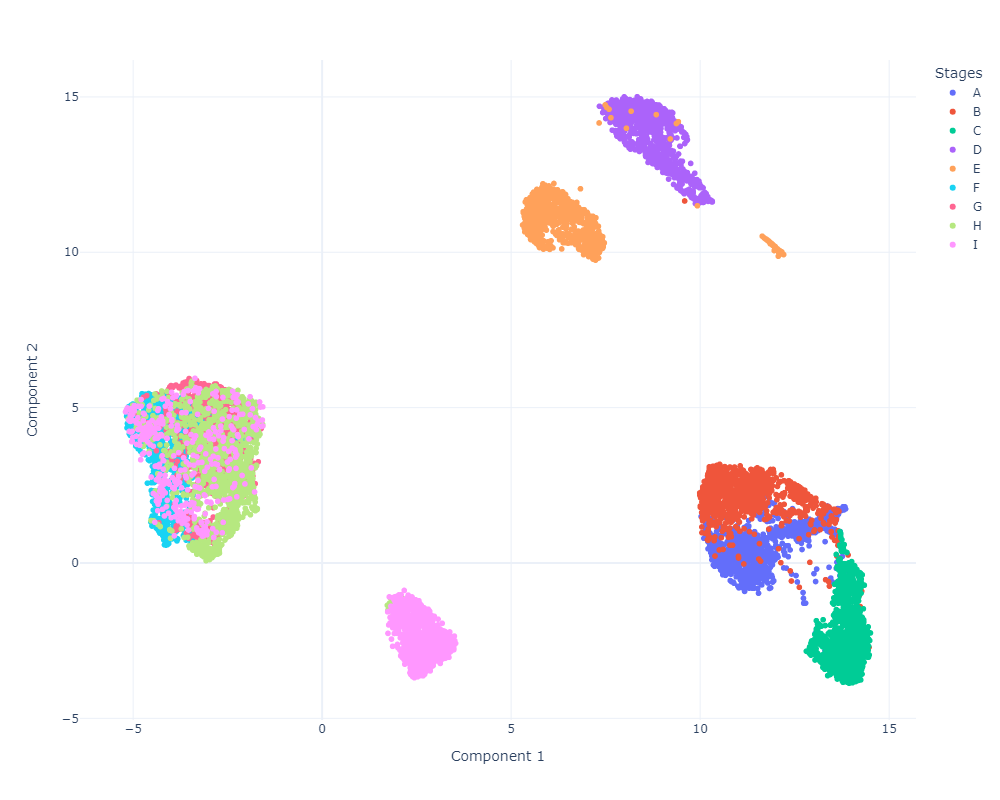 Stages
A
B
C
D
E
F
G
H
I
15
10
5
0
−5
Component 2
−5
0
5
10
15
Component 1